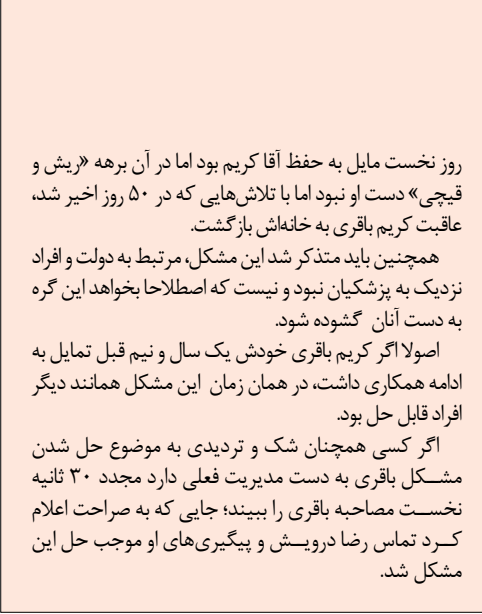 روز نخست مایل به حفظ آقا کریم بود اما در آن برهه «ریش و
قیچی» دست او نبود اما با تلاش‌هایی که در ۵۰ روز اخیر شد،
عاقبت کریم باقری به خانه‌اش بازگشت.
همچنین باید متذکر شد این مشکل، مرتبط به دولت و افراد
نزدیک به پزشکیان نبود و نیست که اصطلاحا بخواهد این گره
به دست آنان گشوده شود.
اصولا اگر کریم باقری خودش یک سال و نیم قبل تمایل به
ادامه همکاری داشت، در همان زمان این مشکل همانند دیگر
افراد قابل حل بود.
اگر کسی همچنان شک و تردیدی به موضوع حل شدن
مشکل باقری به دست مدیریت فعلی دارد مجدد ۳۰ ثانیه
نخست مصاحبه باقری را ببیند؛ جایی که به صراحت اعلام
کرد تماس رضا درویش و پیگیری‌های او موجب حل این
مشکل شد.